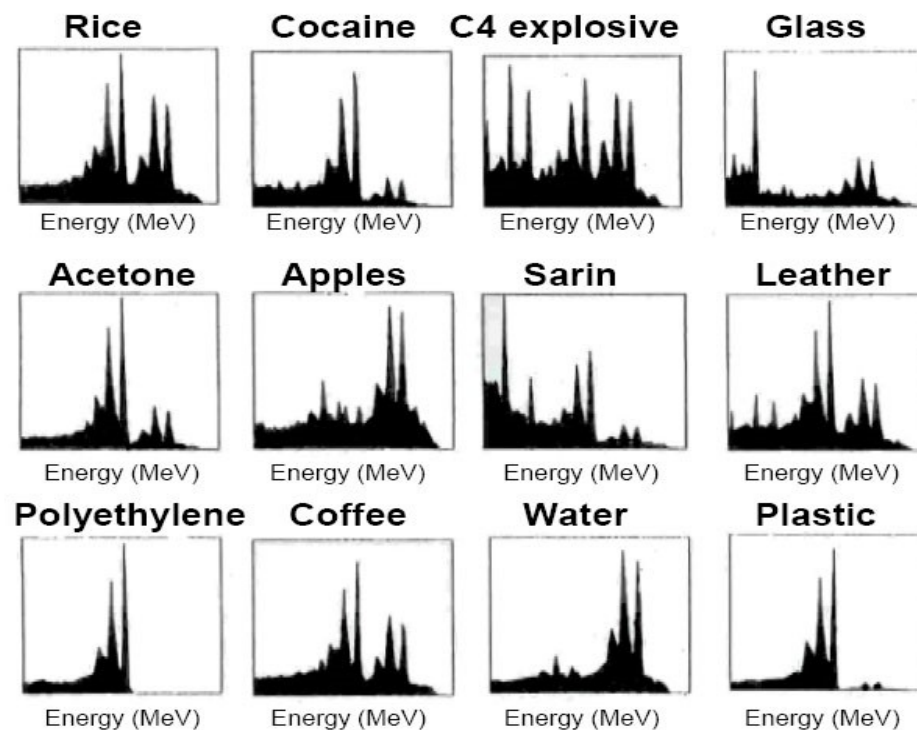 Rice Cocaine C4 explosive Glass
Energy (MeV) Energy (MeV) Energy (MeV) Energy (MeV)
Acetone Apples Sarin Leather
Energy (MeV) Energy (MeV) Energy (MeV) Energy (MeV)
Polyethylene Coffee Water Plastic
Energy (MeV) Energy (MeV) Energy (MeV) Energy (MeV)